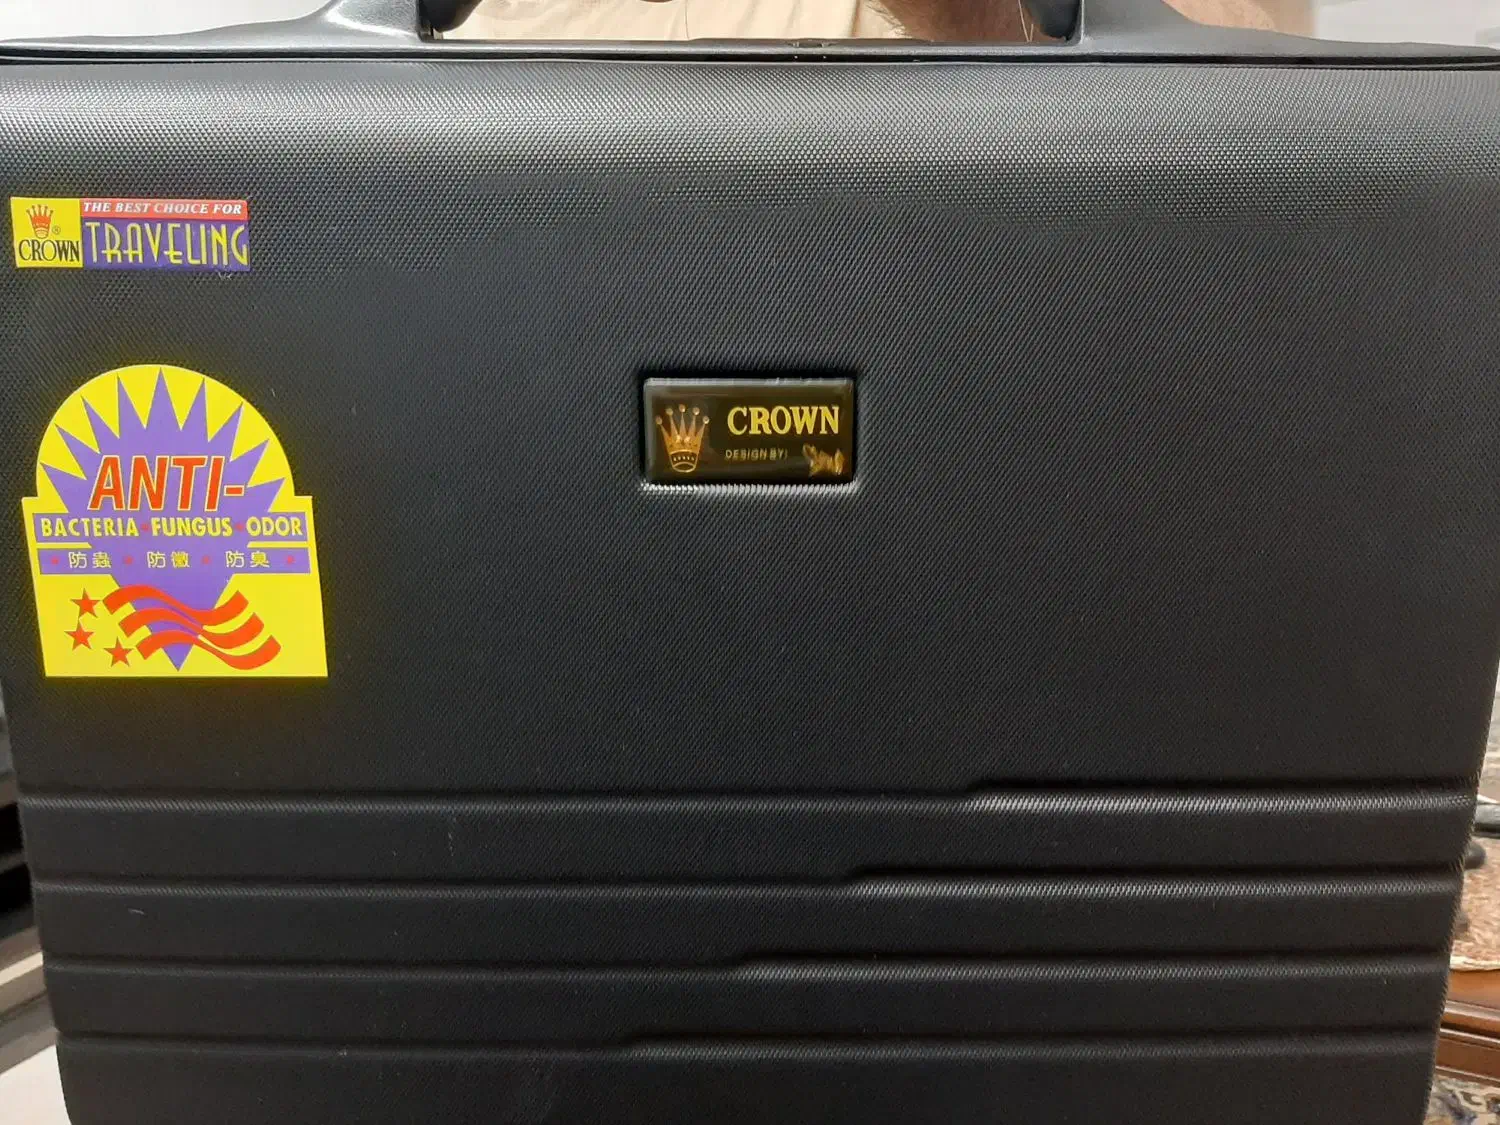 THE BEST CHOICE FOR
CROWN ®
TRAVELING
CROWN
DESIGN BY:
ANTI-
BACTERIA FUNGUS ODOR
防蟲 防黴 防臭